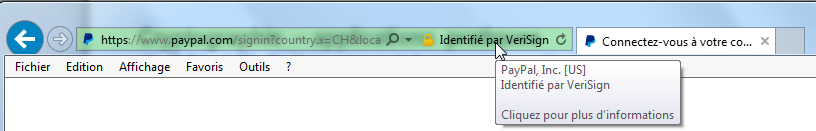 https://www.paypal.com/signin?country.x=CH&loca Identifié par VeriSign Connectez-vous à votre co...
Fichier Edition Affichage Favoris Outils ?
PayPal, Inc. [US]
Identifié par VeriSign
Cliquez pour plus d'informations